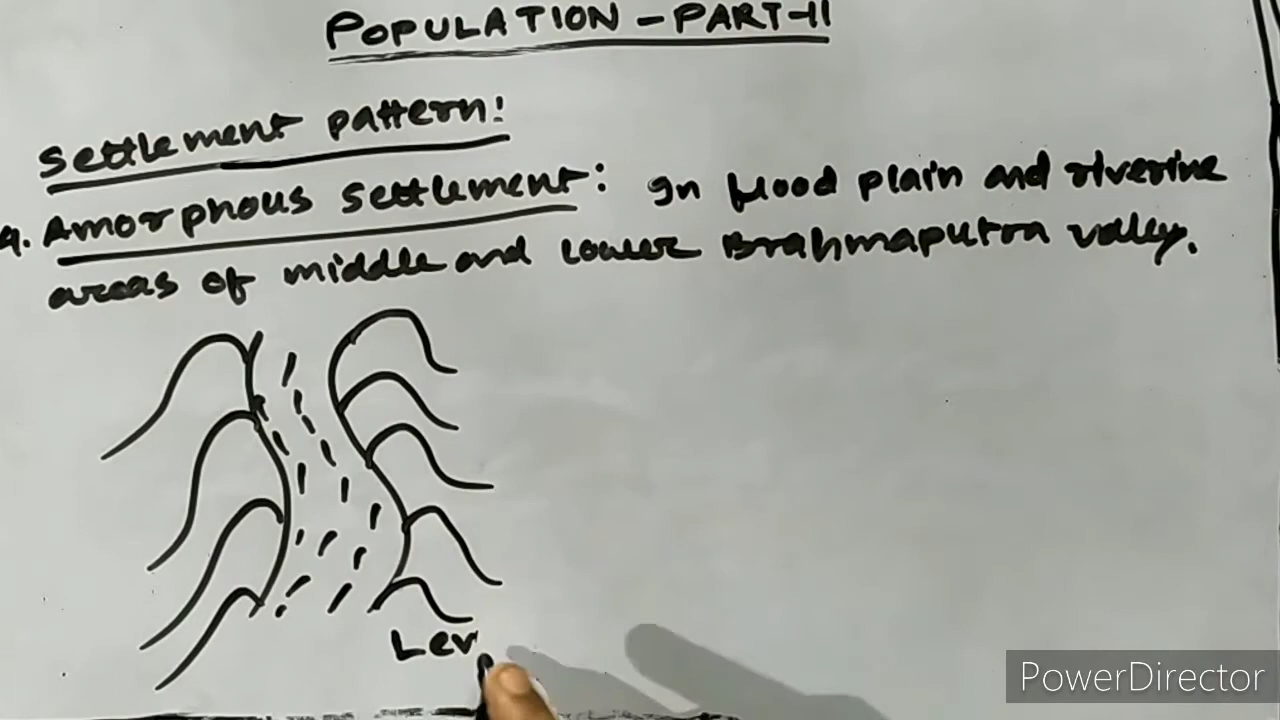 POPULATION - PART-II
Settlement pattern:
A. Amorphous settlement: In flood plain and riverine
areas of middle and lower Brahmaputra valley.
Lev
PowerDirector